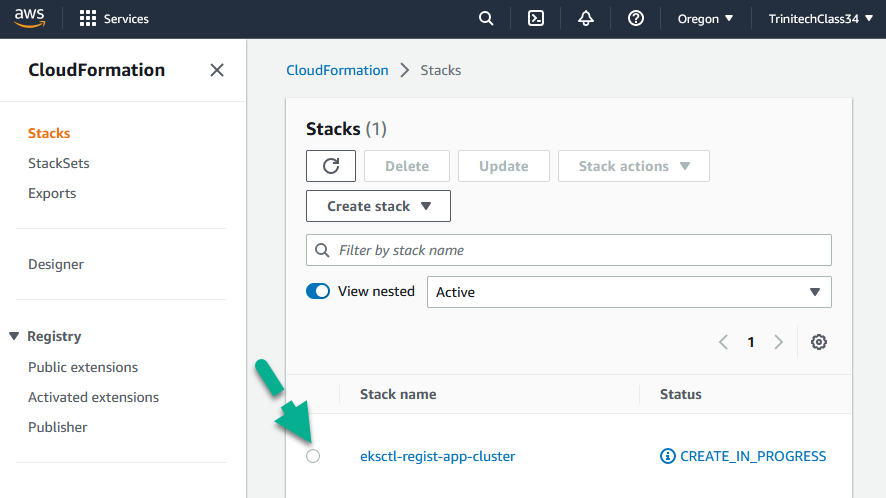 aws Services Oregon TrinitechClass34
CloudFormation
Stacks
StackSets
Exports
Designer
Registry
Public extensions
Activated extensions
Publisher
CloudFormation Stacks
Stacks (1)
Delete Update Stack actions
Create stack
Filter by stack name
View nested Active
1
Stack name Status
eksctl-regist-app-cluster CREATE_IN_PROGRESS